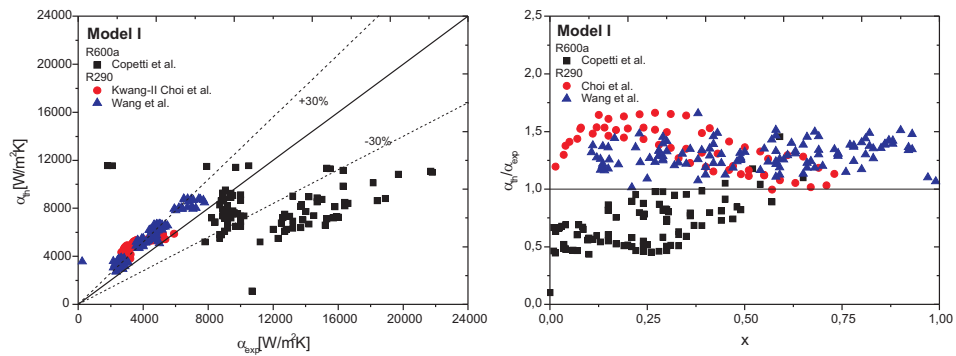 Model I
R600a
Copetti et al.
R290
Kwang-Il Choi et al.
Wang et al.
+30%
-30%
24000
20000
16000
12000
8000
4000
0
0 4000 8000 12000 16000 20000 24000
α_th[W/m²K]
α_exp[W/m²K]
Model I
R600a
Copetti et al.
R290
Choi et al.
Wang et al.
2,5
2,0
1,5
1,0
0,5
0,0
0,00 0,25 0,50 0,75 1,00
α_th/α_exp
x